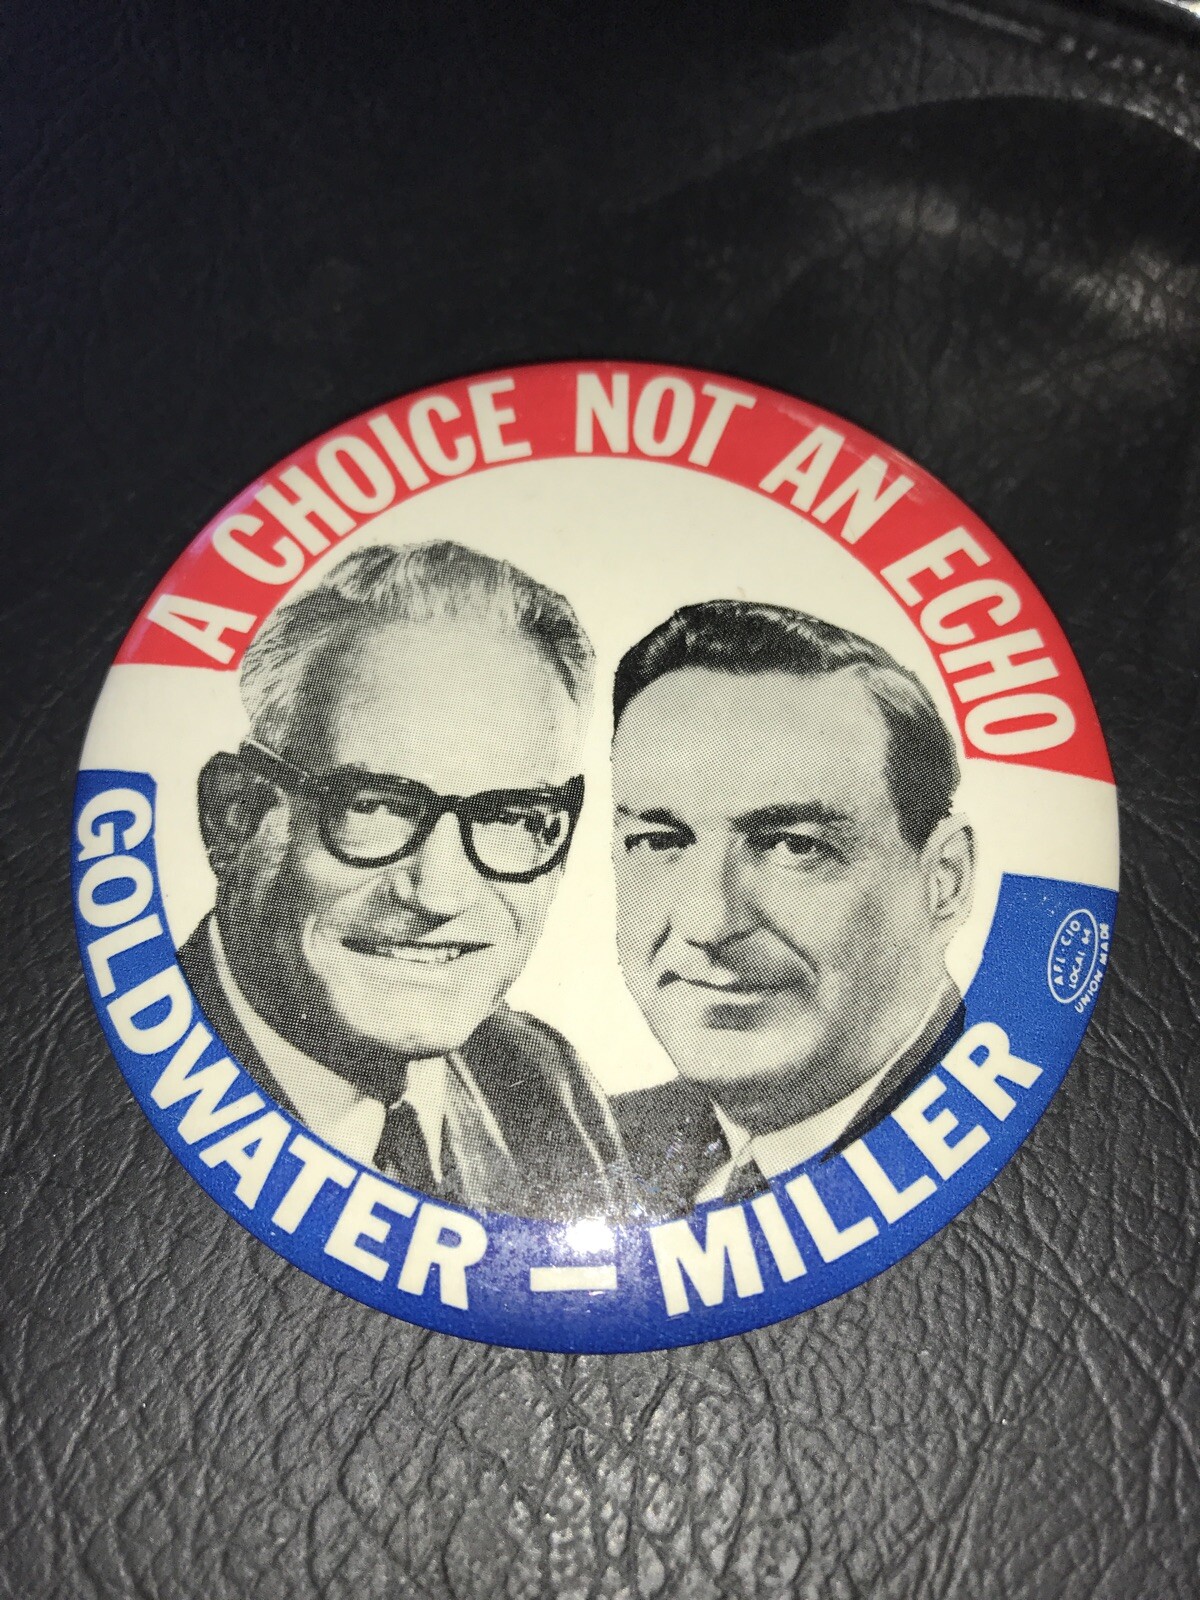 A CHOICE NOT AN ECHO
GOLDWATER – MILLER
AFL-CIO
LOCAL 64
UNION MADE